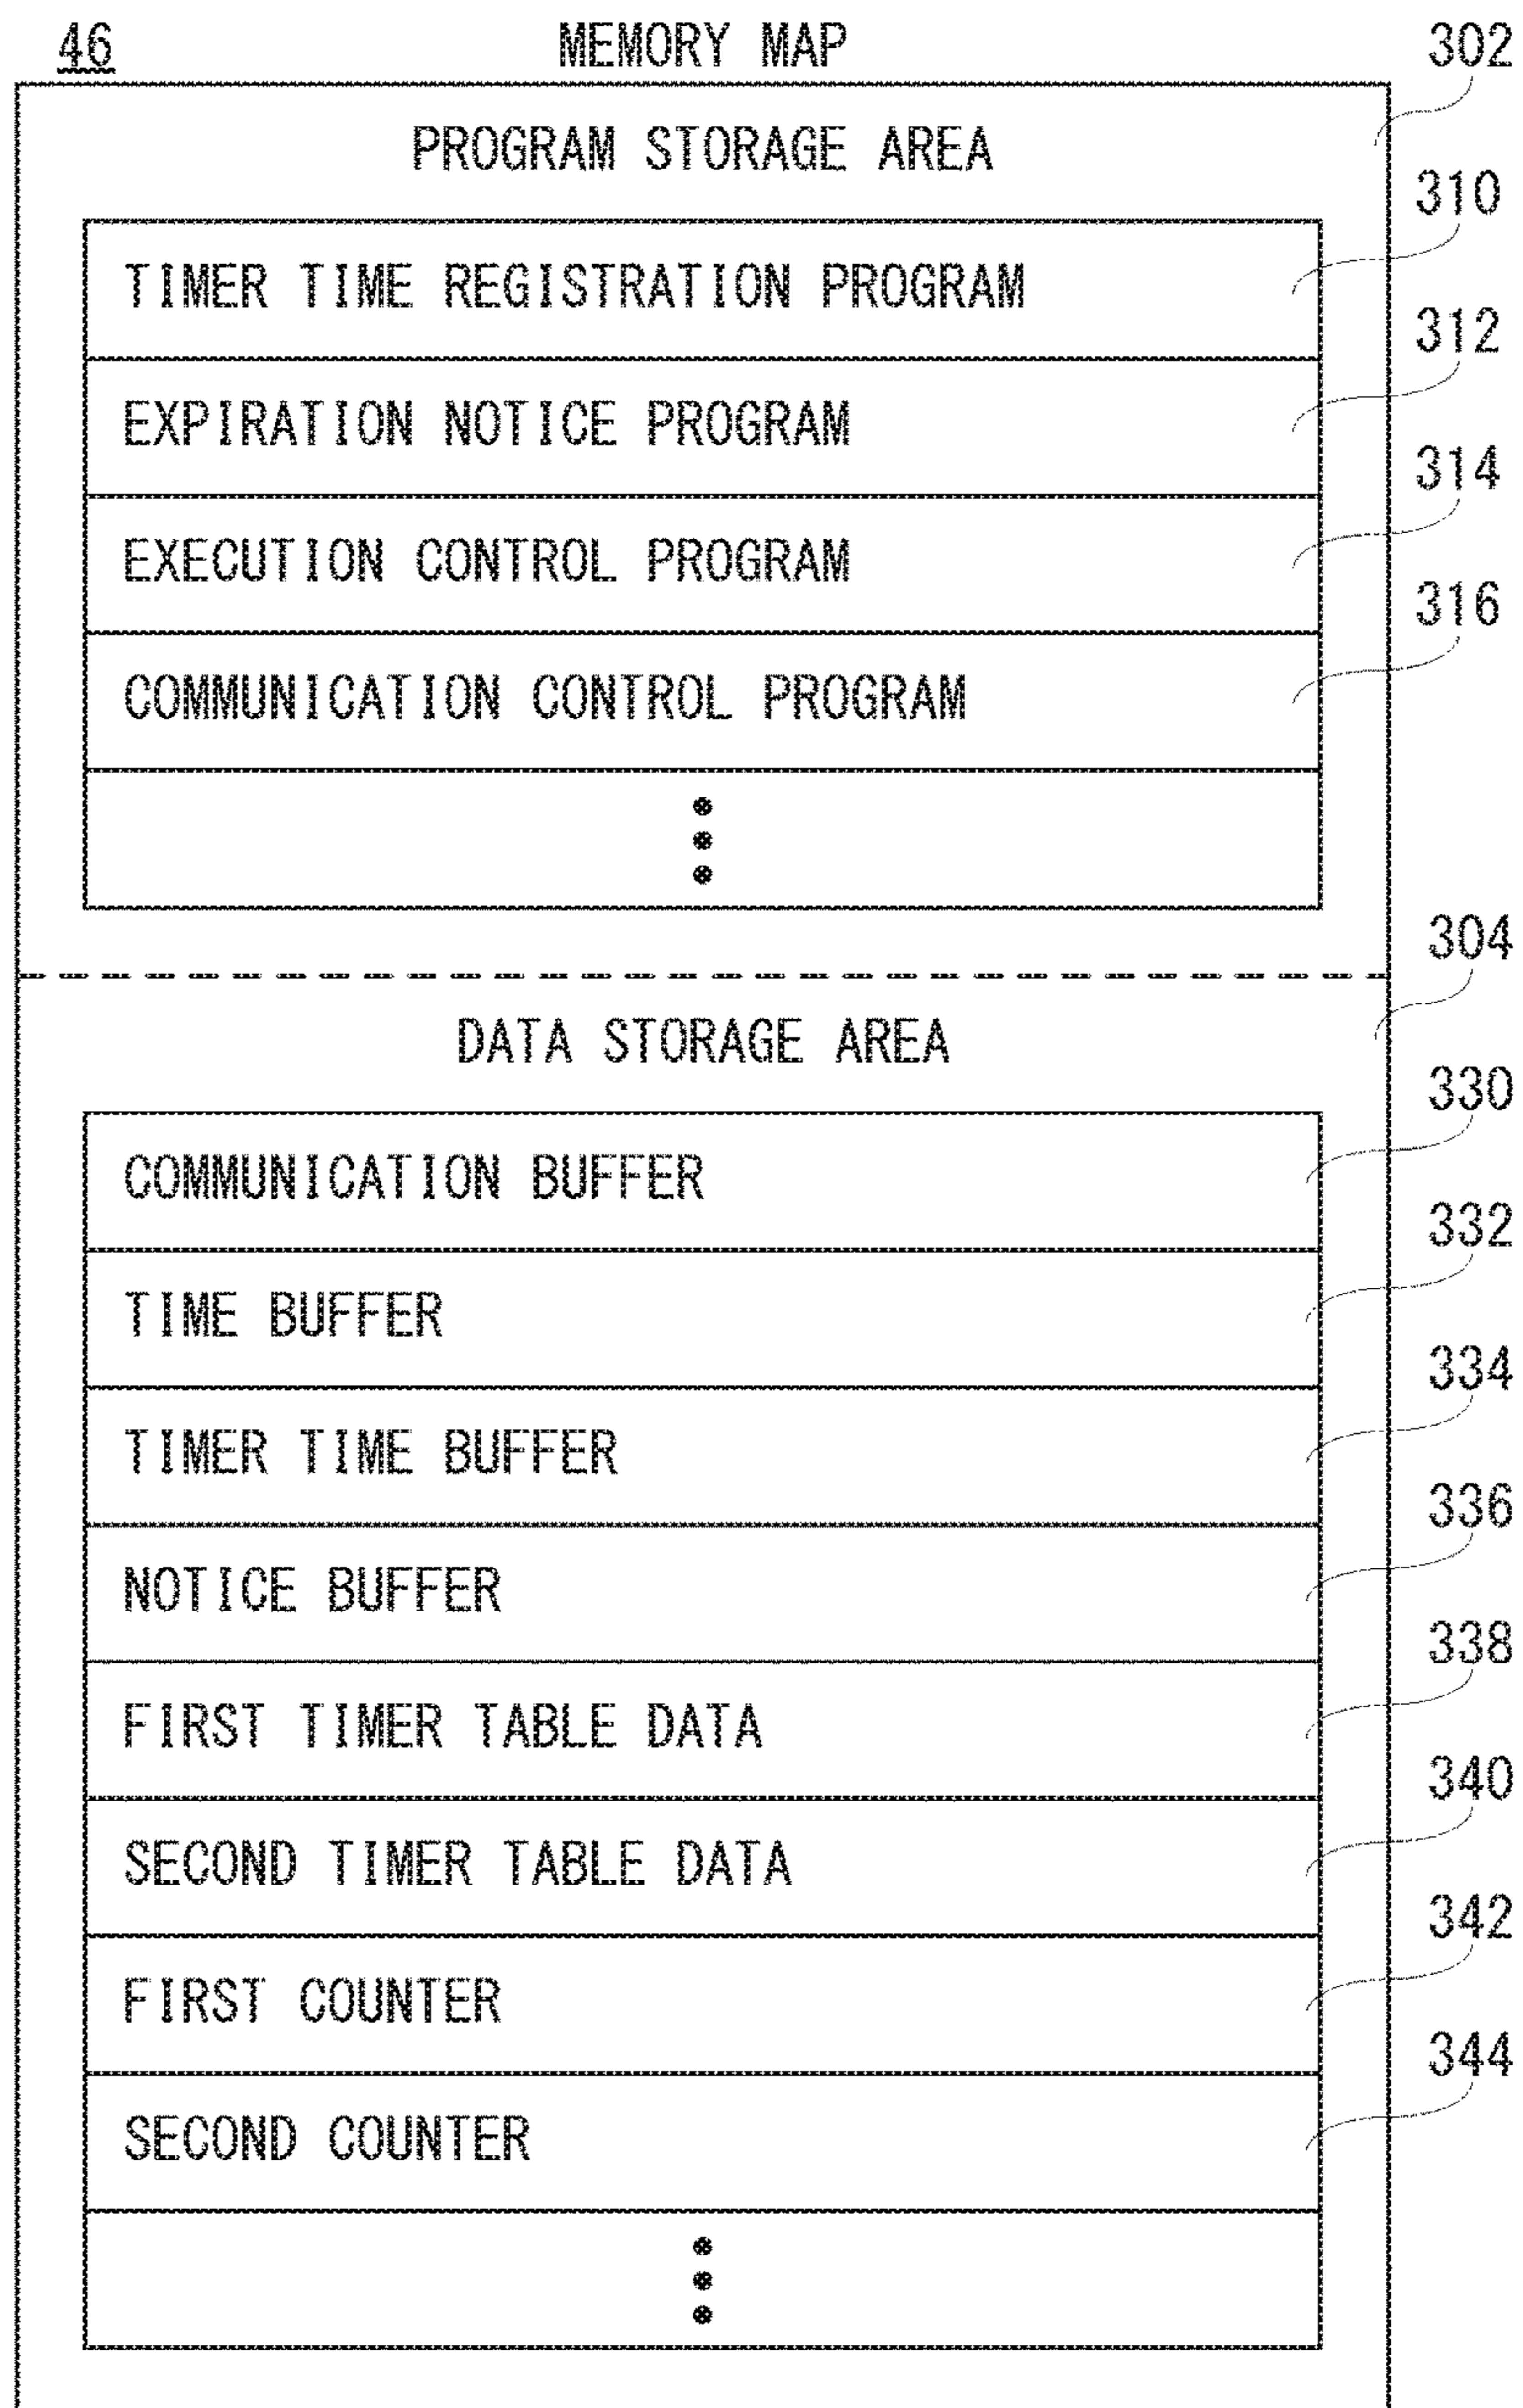 46 MEMORY MAP 302
PROGRAM STORAGE AREA
310
TIMER TIME REGISTRATION PROGRAM
312
EXPIRATION NOTICE PROGRAM
314
EXECUTION CONTROL PROGRAM
316
COMMUNICATION CONTROL PROGRAM
304
DATA STORAGE AREA
330
COMMUNICATION BUFFER
332
TIME BUFFER
334
TIMER TIME BUFFER
336
NOTICE BUFFER
338
FIRST TIMER TABLE DATA
340
SECOND TIMER TABLE DATA
342
FIRST COUNTER
344
SECOND COUNTER